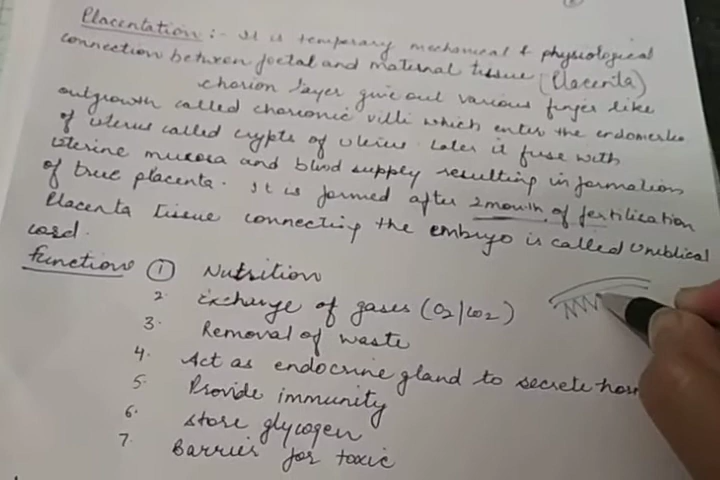 Placentation :- It is temporary mechanical & physiological
connection between foetal and maternal tissue (Placenta)
chorion layer give out various finger like
outgrowth called chorionic villi which enter the endometri
of uterus called crypts of uterus. Later it fuse with
uterine mucosa and blood supply resulting in formation
of true placenta. It is formed after 2 month of fertilication
Placenta tissue connecting the embryo is called Umblical
cord.
Functions ① Nutrition
2. Exchange of gases (O2/CO2)
3. Removal of waste
4. Act as endocrine gland to secrete horm
5. Provide immunity
6. Store glycogen
7. Barrier for toxic